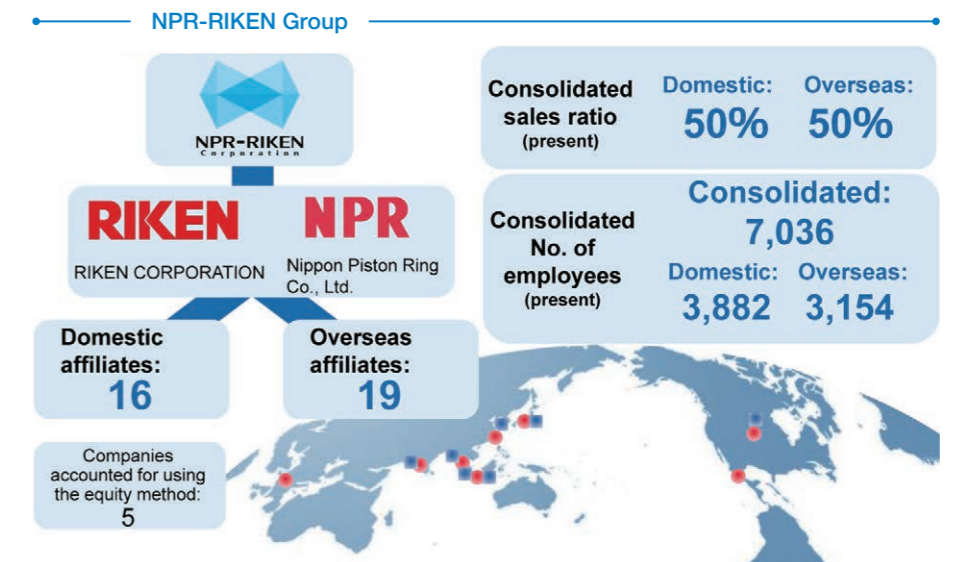 NPR-RIKEN Group
NPR-RIKEN
Corporation
RIKEN
RIKEN CORPORATION
NPR
Nippon Piston Ring
Co., Ltd.
Domestic
affiliates:
16
Overseas
affiliates:
19
Companies
accounted for using
the equity method:
5
Consolidated
sales ratio
(present)
Domestic:
50%
Overseas:
50%
Consolidated
No. of
employees
(present)
Consolidated:
7,036
Domestic:
3,882
Overseas:
3,154